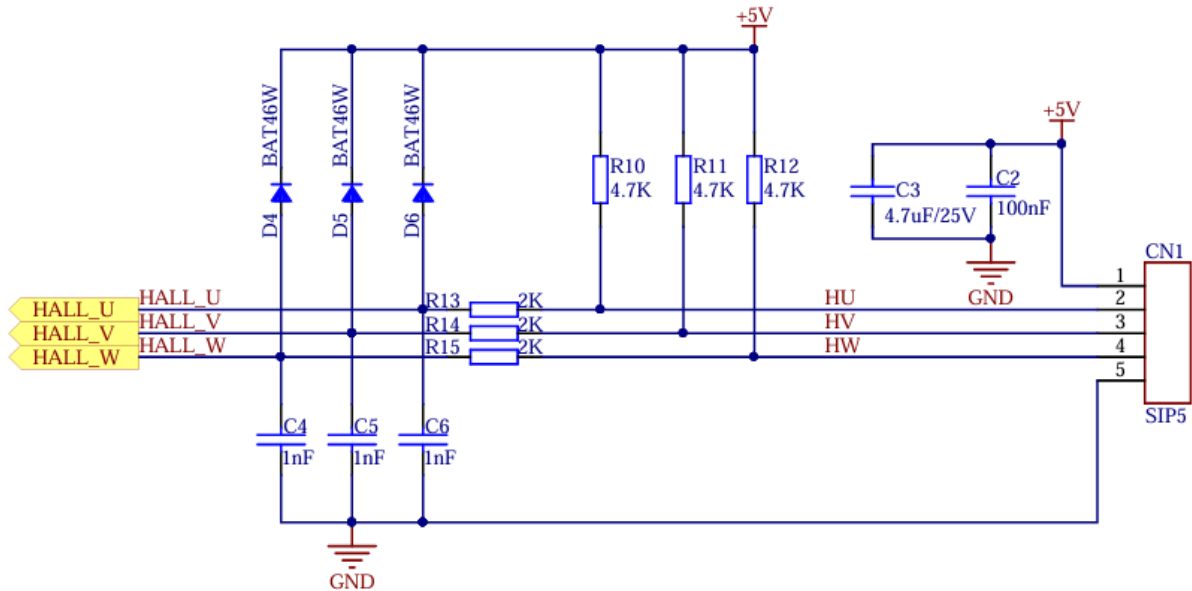 +5V
BAT46W
BAT46W
BAT46W
D4
D5
D6
R10
4.7K
R11
4.7K
R12
4.7K
+5V
C3
4.7uF/25V
C2
100nF
GND
CN1
1
2
3
4
5
SIP5
HALL_U
HALL_U
R13
2K
HU
HALL_V
HALL_V
R14
2K
HV
HALL_W
HALL_W
R15
2K
HW
C4
1nF
C5
1nF
C6
1nF
GND